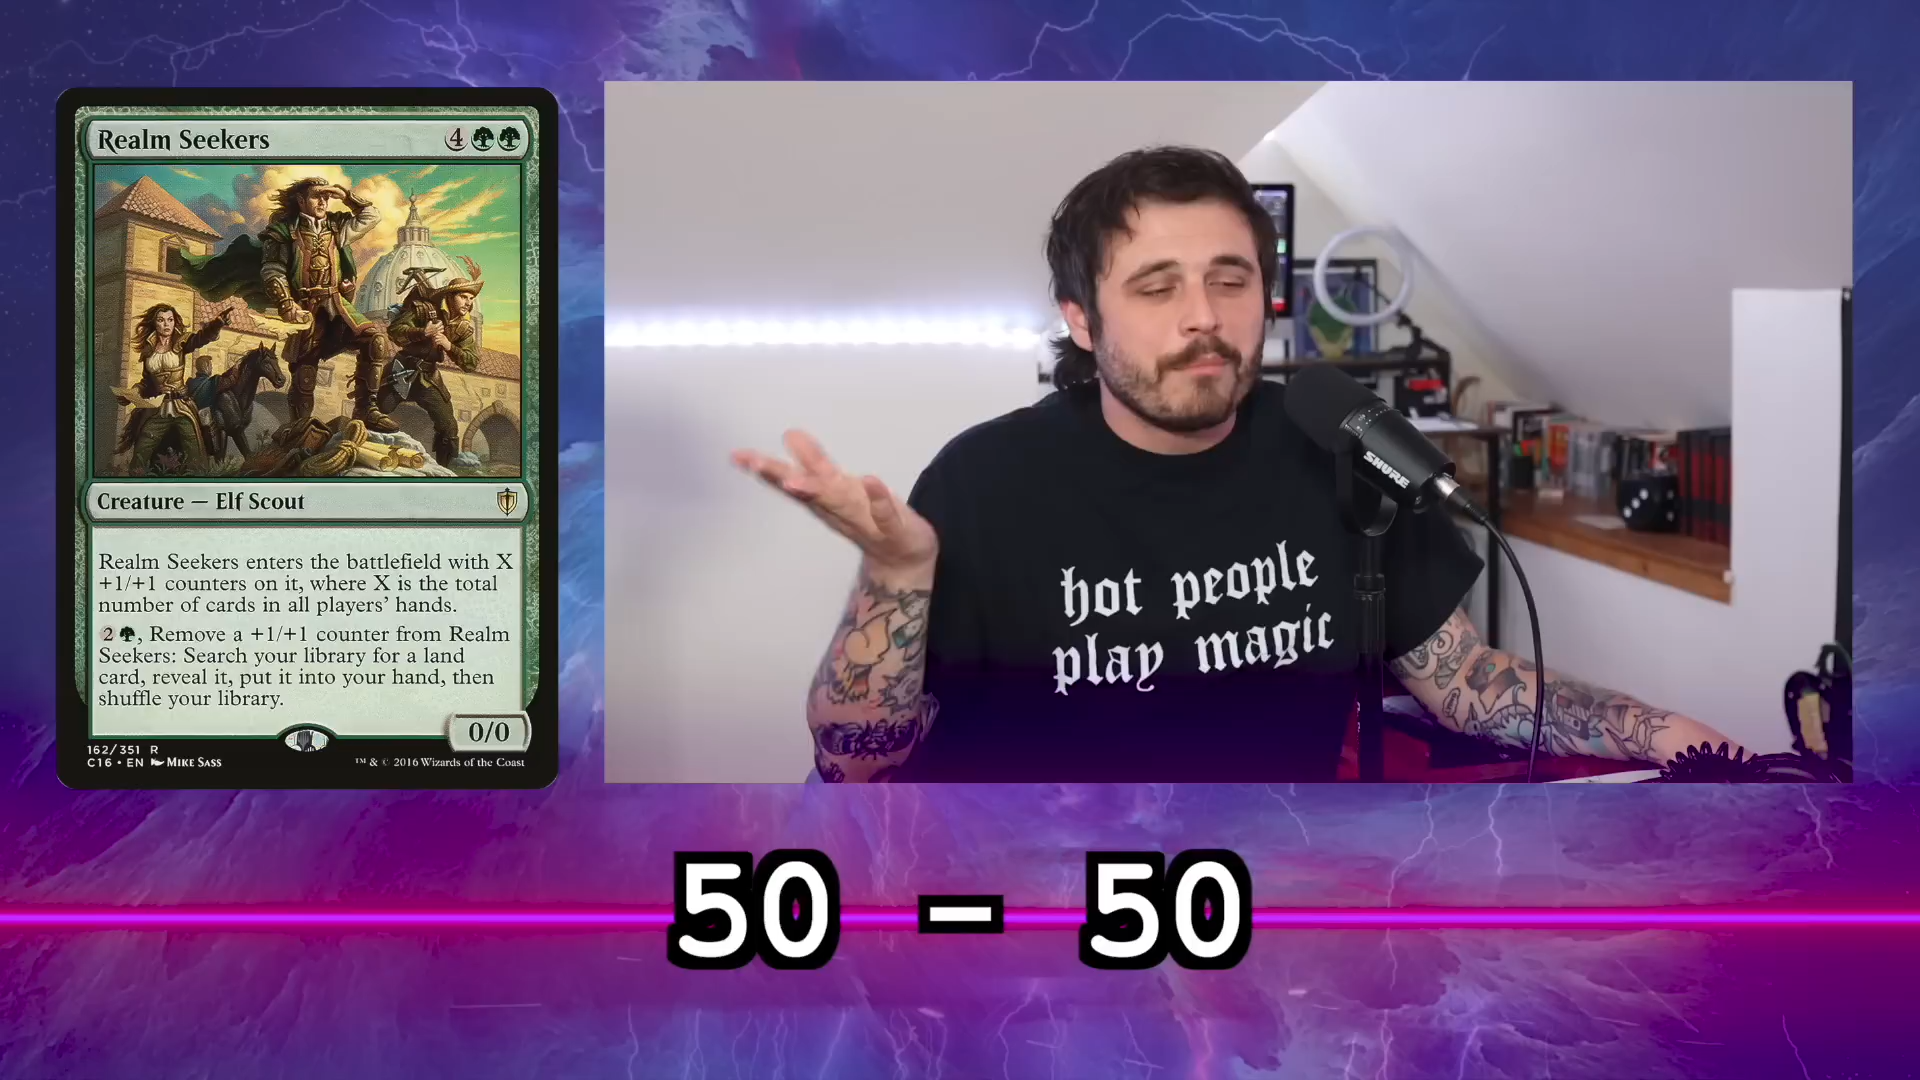 Realm Seekers 4
Creature — Elf Scout
Realm Seekers enters the battlefield with X
+1/+1 counters on it, where X is the total
number of cards in all players’ hands.
2, Remove a +1/+1 counter from Realm
Seekers: Search your library for a land
card, reveal it, put it into your hand, then
shuffle your library.
0/0
162/351 R
C16 • EN Mike Sass
™ & © 2016 Wizards of the Coast
SHURE
hot people
play magic
50 – 50